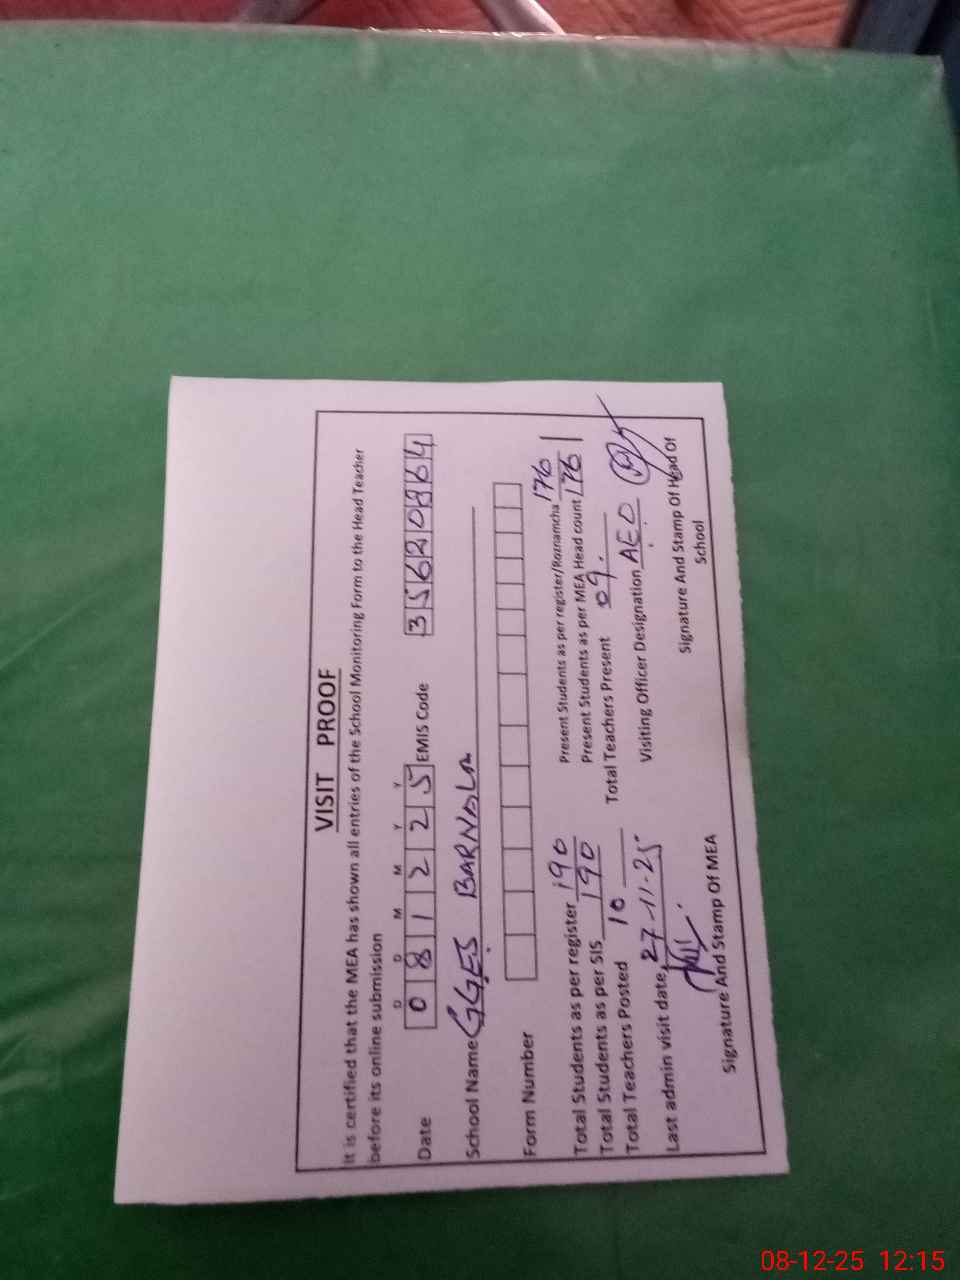 VISIT PROOF
It is certified that the MEA has shown all entries of the School Monitoring Form to the Head Teacher
before its online submission
D D M M Y Y
Date 0 8 1 2 2 5 EMIS Code 3 5 6 2 0 6 4
School Name GGES BARNALA
Form Number
Total Students as per register 190 Present Students as per register/Roznamcha 176
Total Students as per SIS 190 Present Students as per MEA Head count 176
Total Teachers Posted 10 Total Teachers Present 09.
Last admin visit date 27-11-25 Visiting Officer Designation AEO
Signature And Stamp Of MEA Signature And Stamp Of Head Of
School
08-12-25 12:15